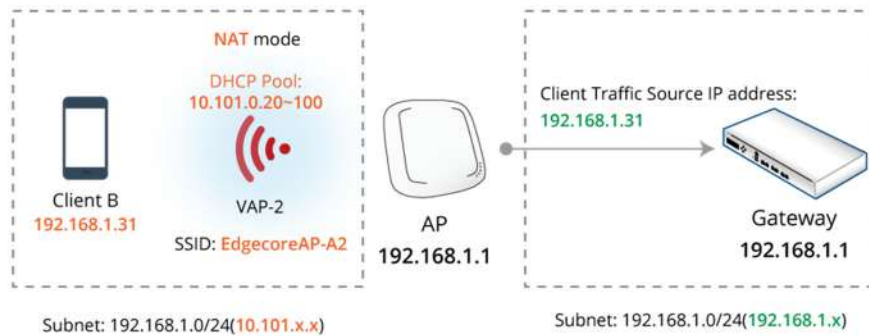 NAT mode
DHCP Pool:
10.101.0.20~100
Client B
192.168.1.31
VAP-2
SSID: EdgecoreAP-A2
AP
192.168.1.1
Client Traffic Source IP address:
192.168.1.31
Gateway
192.168.1.1
Subnet: 192.168.1.0/24(10.101.x.x)
Subnet: 192.168.1.0/24(192.168.1.x)